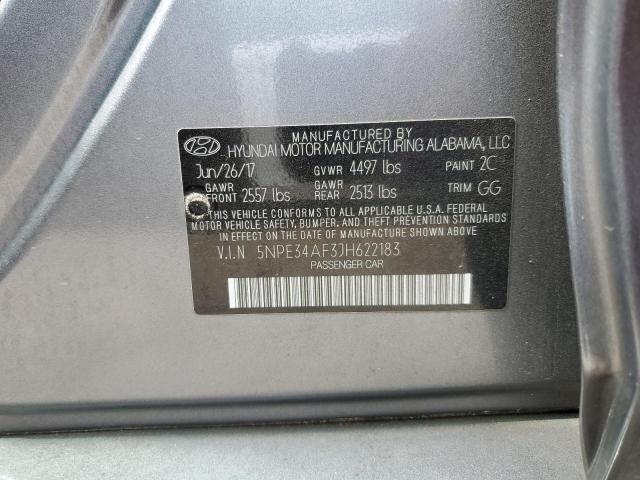 MANUFACTURED BY
HYUNDAI MOTOR MANUFACTURING ALABAMA, LLC
Jun/26/17 GVWR 4497 lbs PAINT 2C
GAWR FRONT 2557 lbs GAWR REAR 2513 lbs TRIM GG
THIS VEHICLE CONFORMS TO ALL APPLICABLE U.S.A. FEDERAL
MOTOR VEHICLE SAFETY, BUMPER, AND THEFT PREVENTION STANDARDS
IN EFFECT ON THE DATE OF MANUFACTURE SHOWN ABOVE.
V.I.N 5NPE34AF3JH622183
PASSENGER CAR